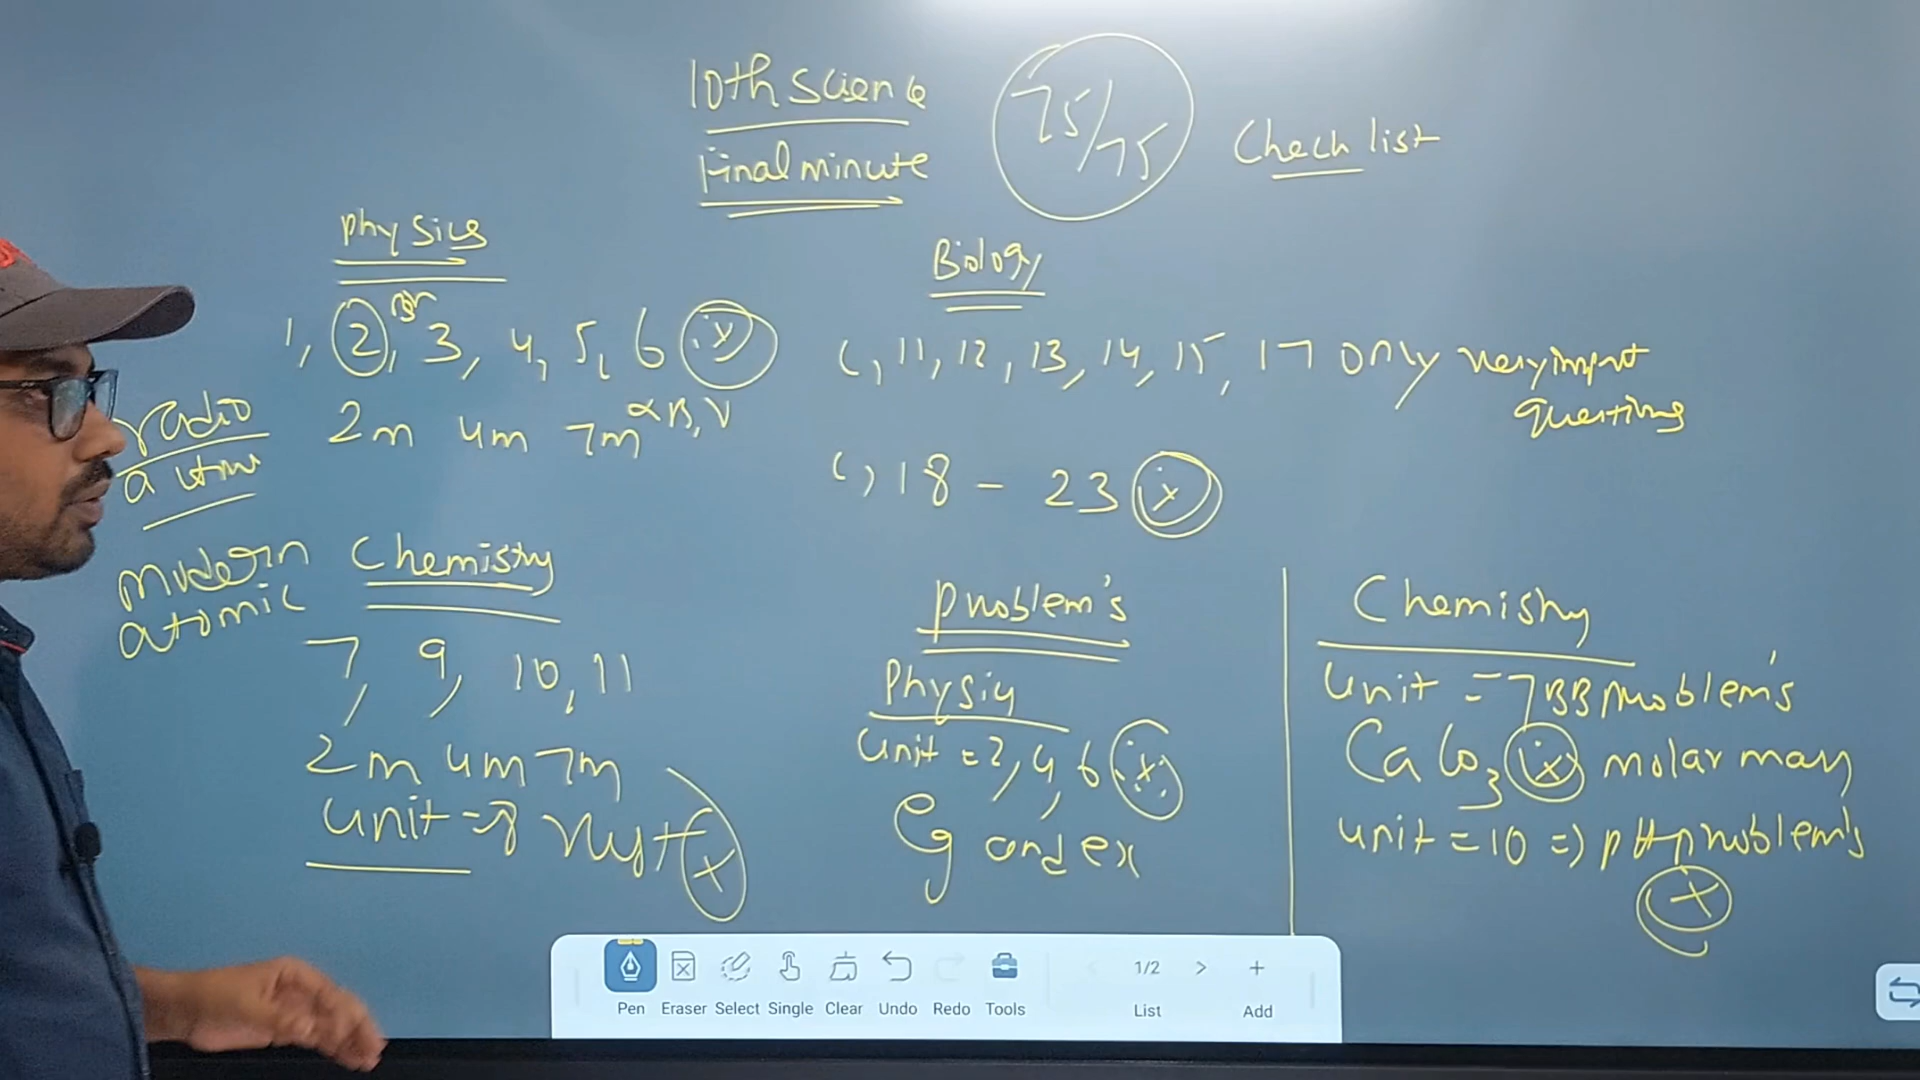 10th Science
Final minute
75/75
Check list
Physics
1, 2, 3, 4, 5, 6
2m 4m 7m α B, γ
radio
Modern
atomic
Chemistry
7, 9, 10, 11
2m 4m 7m
unit = 8
Biology
11, 12, 13, 14, 15, 17 only very import
questions
18 - 23 x
Problem's
Physics
unit = 2, 4, 6
Eg and ex
Chemistry
unit = 7 BB problem's
CaCo3 molar mass
unit = 10 => pH problem's
Pen Eraser Select Single Clear Undo Redo Tools
1/2
List
Add